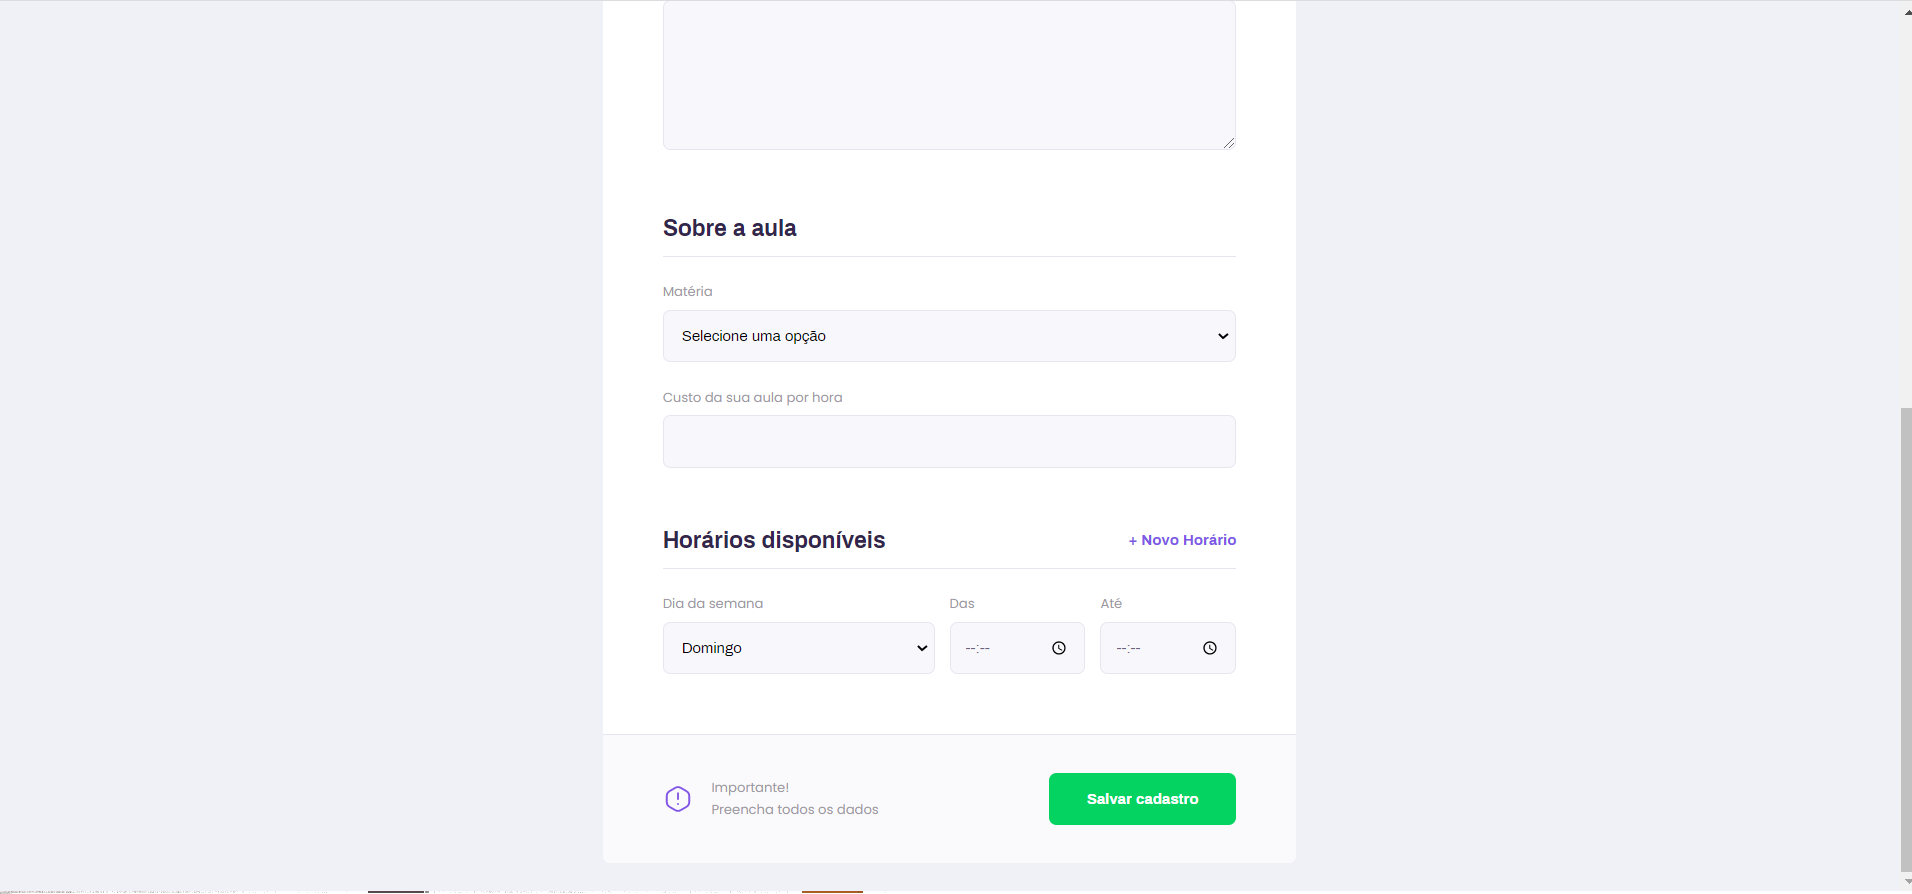 Sobre a aula
Matéria
Selecione uma opção
Custo da sua aula por hora
Horários disponíveis
+ Novo Horário
Dia da semana
Das
Até
Domingo
--:--
--:--
Importante!
Preencha todos os dados
Salvar cadastro